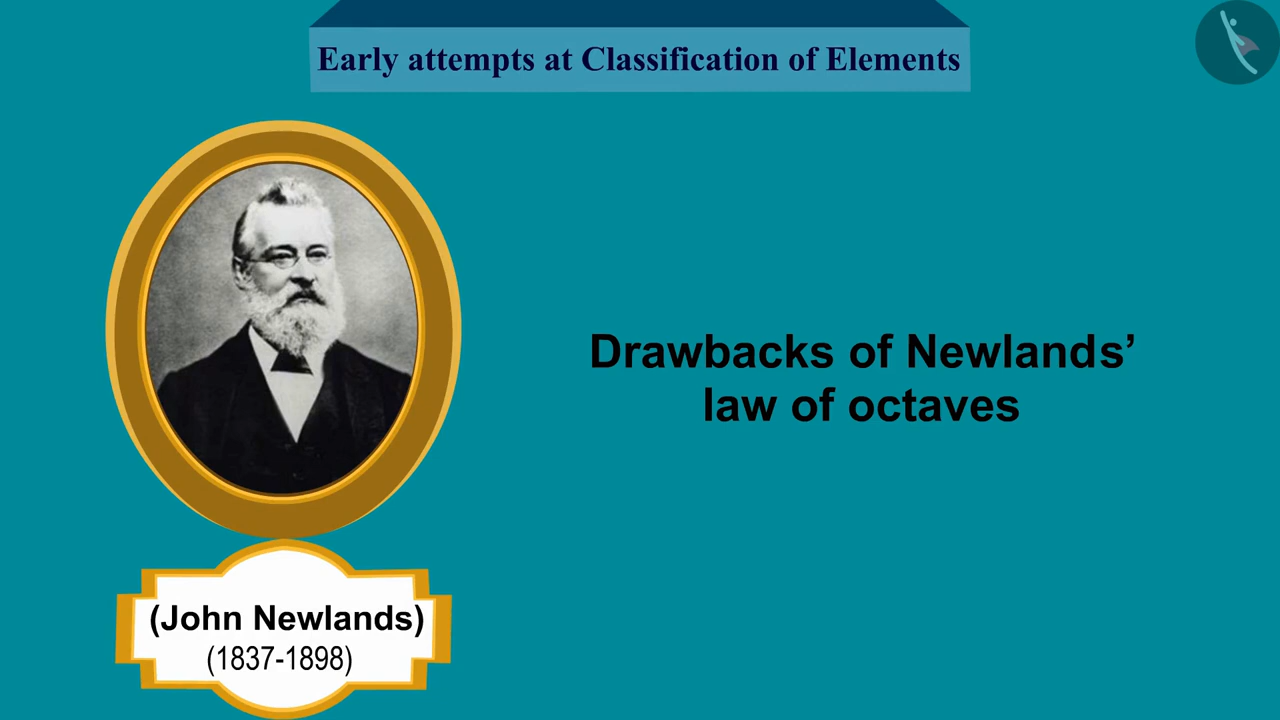 Early attempts at Classification of Elements
Drawbacks of Newlands’
law of octaves
(John Newlands)
(1837-1898)